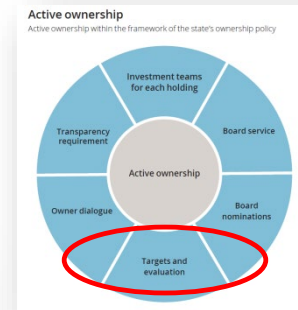 Active ownership
Active ownership within the framework of the state's ownership policy
Investment teams
for each holding
Transparency
requirement
Board service
Active ownership
Owner dialogue
Board
nominations
Targets and
evaluation